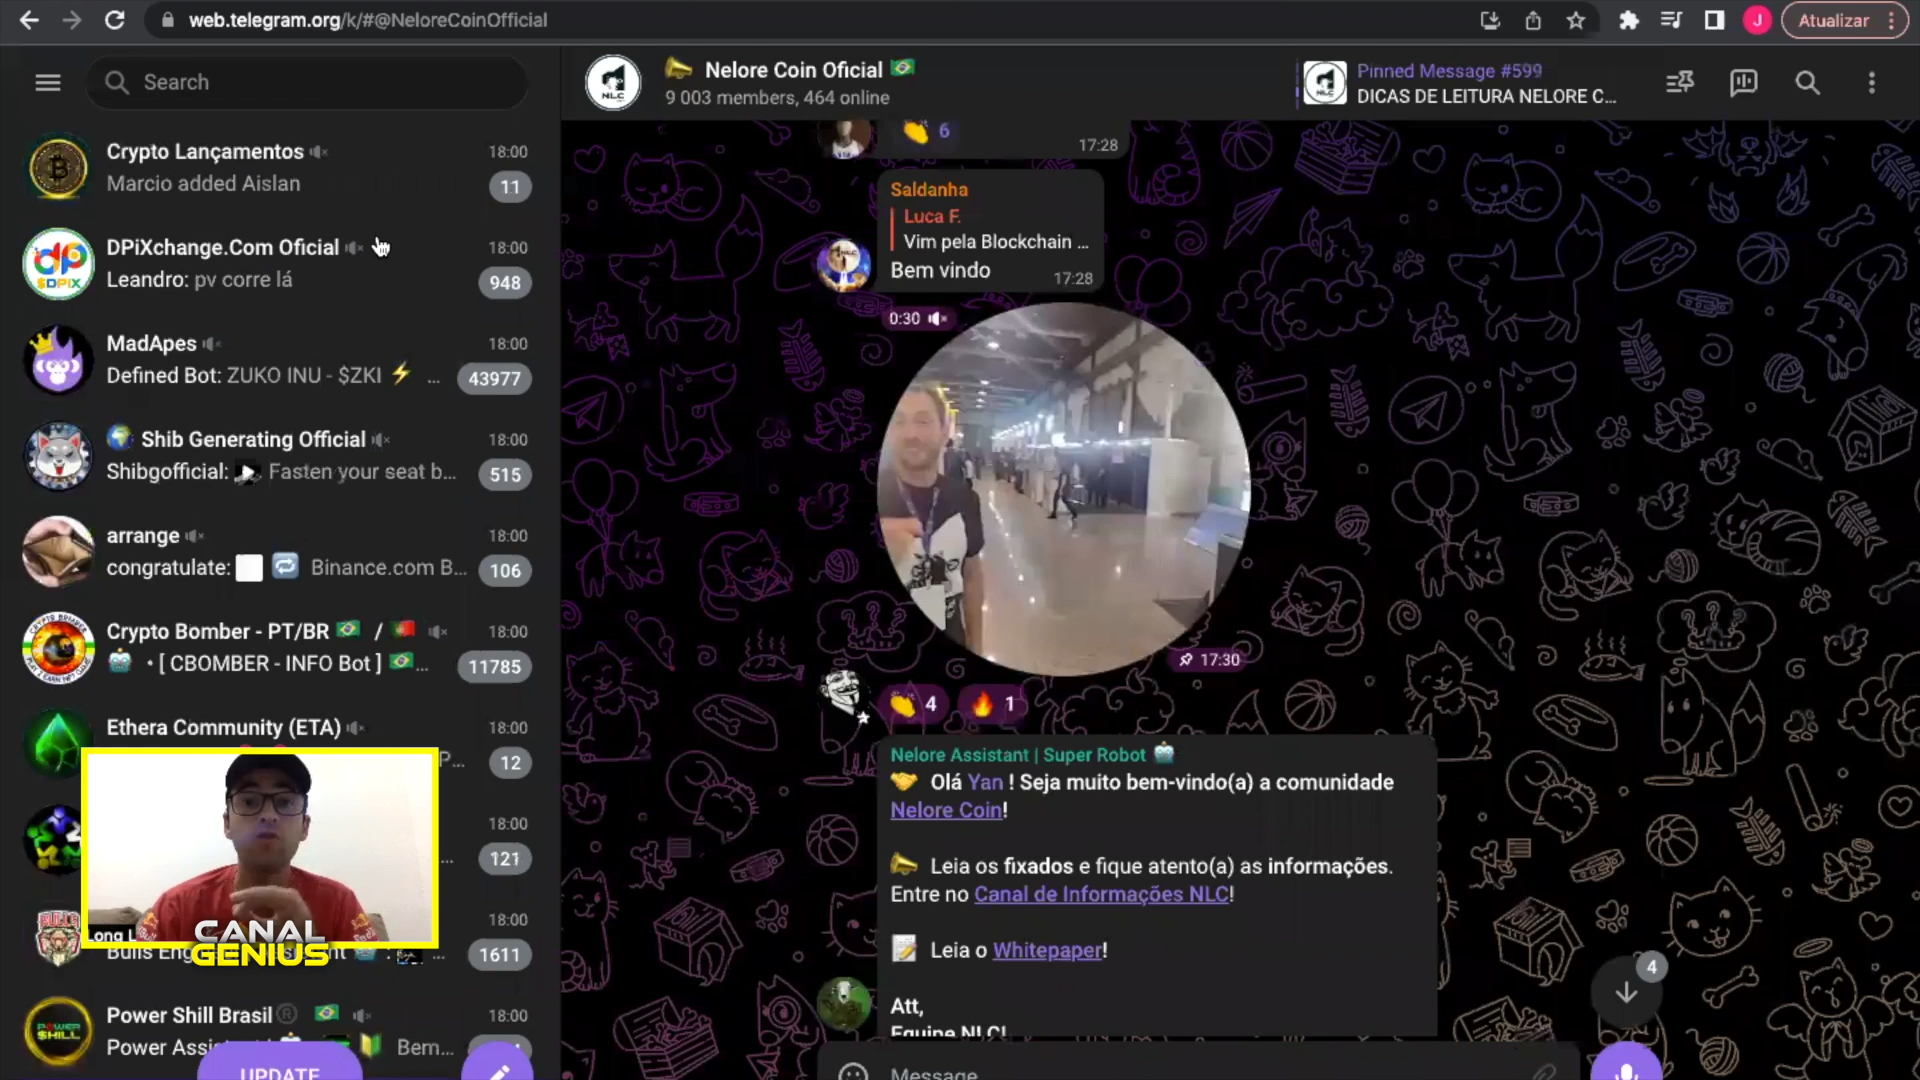 web.telegram.org/k/#@NeloreCoinOfficial
J
Atualizar
Search
Crypto Lançamentos
18:00
Marcio added Aislan
11
DPiXchange.Com Oficial
18:00
Leandro: pv corre lá
948
MadApes
18:00
Defined Bot: ZUKO INU - $ZKI ⚡ ...
43977
🌍 Shib Generating Official
18:00
Shibgofficial: Fasten your seat b...
515
arrange
18:00
congratulate: Binance.com B...
106
Crypto Bomber - PT/BR 🇧🇷 / 🇵🇹
18:00
🤖 • [ CBOMBER - INFO Bot ] 🇧🇷...
11785
Ethera Community (ETA)
18:00
P...
12
18:00
...
121
18:00
Long L
1611
CANAL
GENIUS
Power Shill Brasil ® 🇧🇷
18:00
Bem...
UPDATE
NLC
Nelore Coin Oficial 🇧🇷
9 003 members, 464 online
Pinned Message #599
DICAS DE LEITURA NELORE C...
👏 6
17:28
Saldanha
Luca F.
Vim pela Blockchain ...
Bem vindo
17:28
0:30
17:30
👏 4
🔥 1
Nelore Assistant | Super Robot 🤖
🤝 Olá Yan ! Seja muito bem-vindo(a) a comunidade
Nelore Coin!
📣 Leia os fixados e fique atento(a) as informações.
Entre no Canal de Informações NLC!
📝 Leia o Whitepaper!
Att,
Equipe NLC!
4
Message